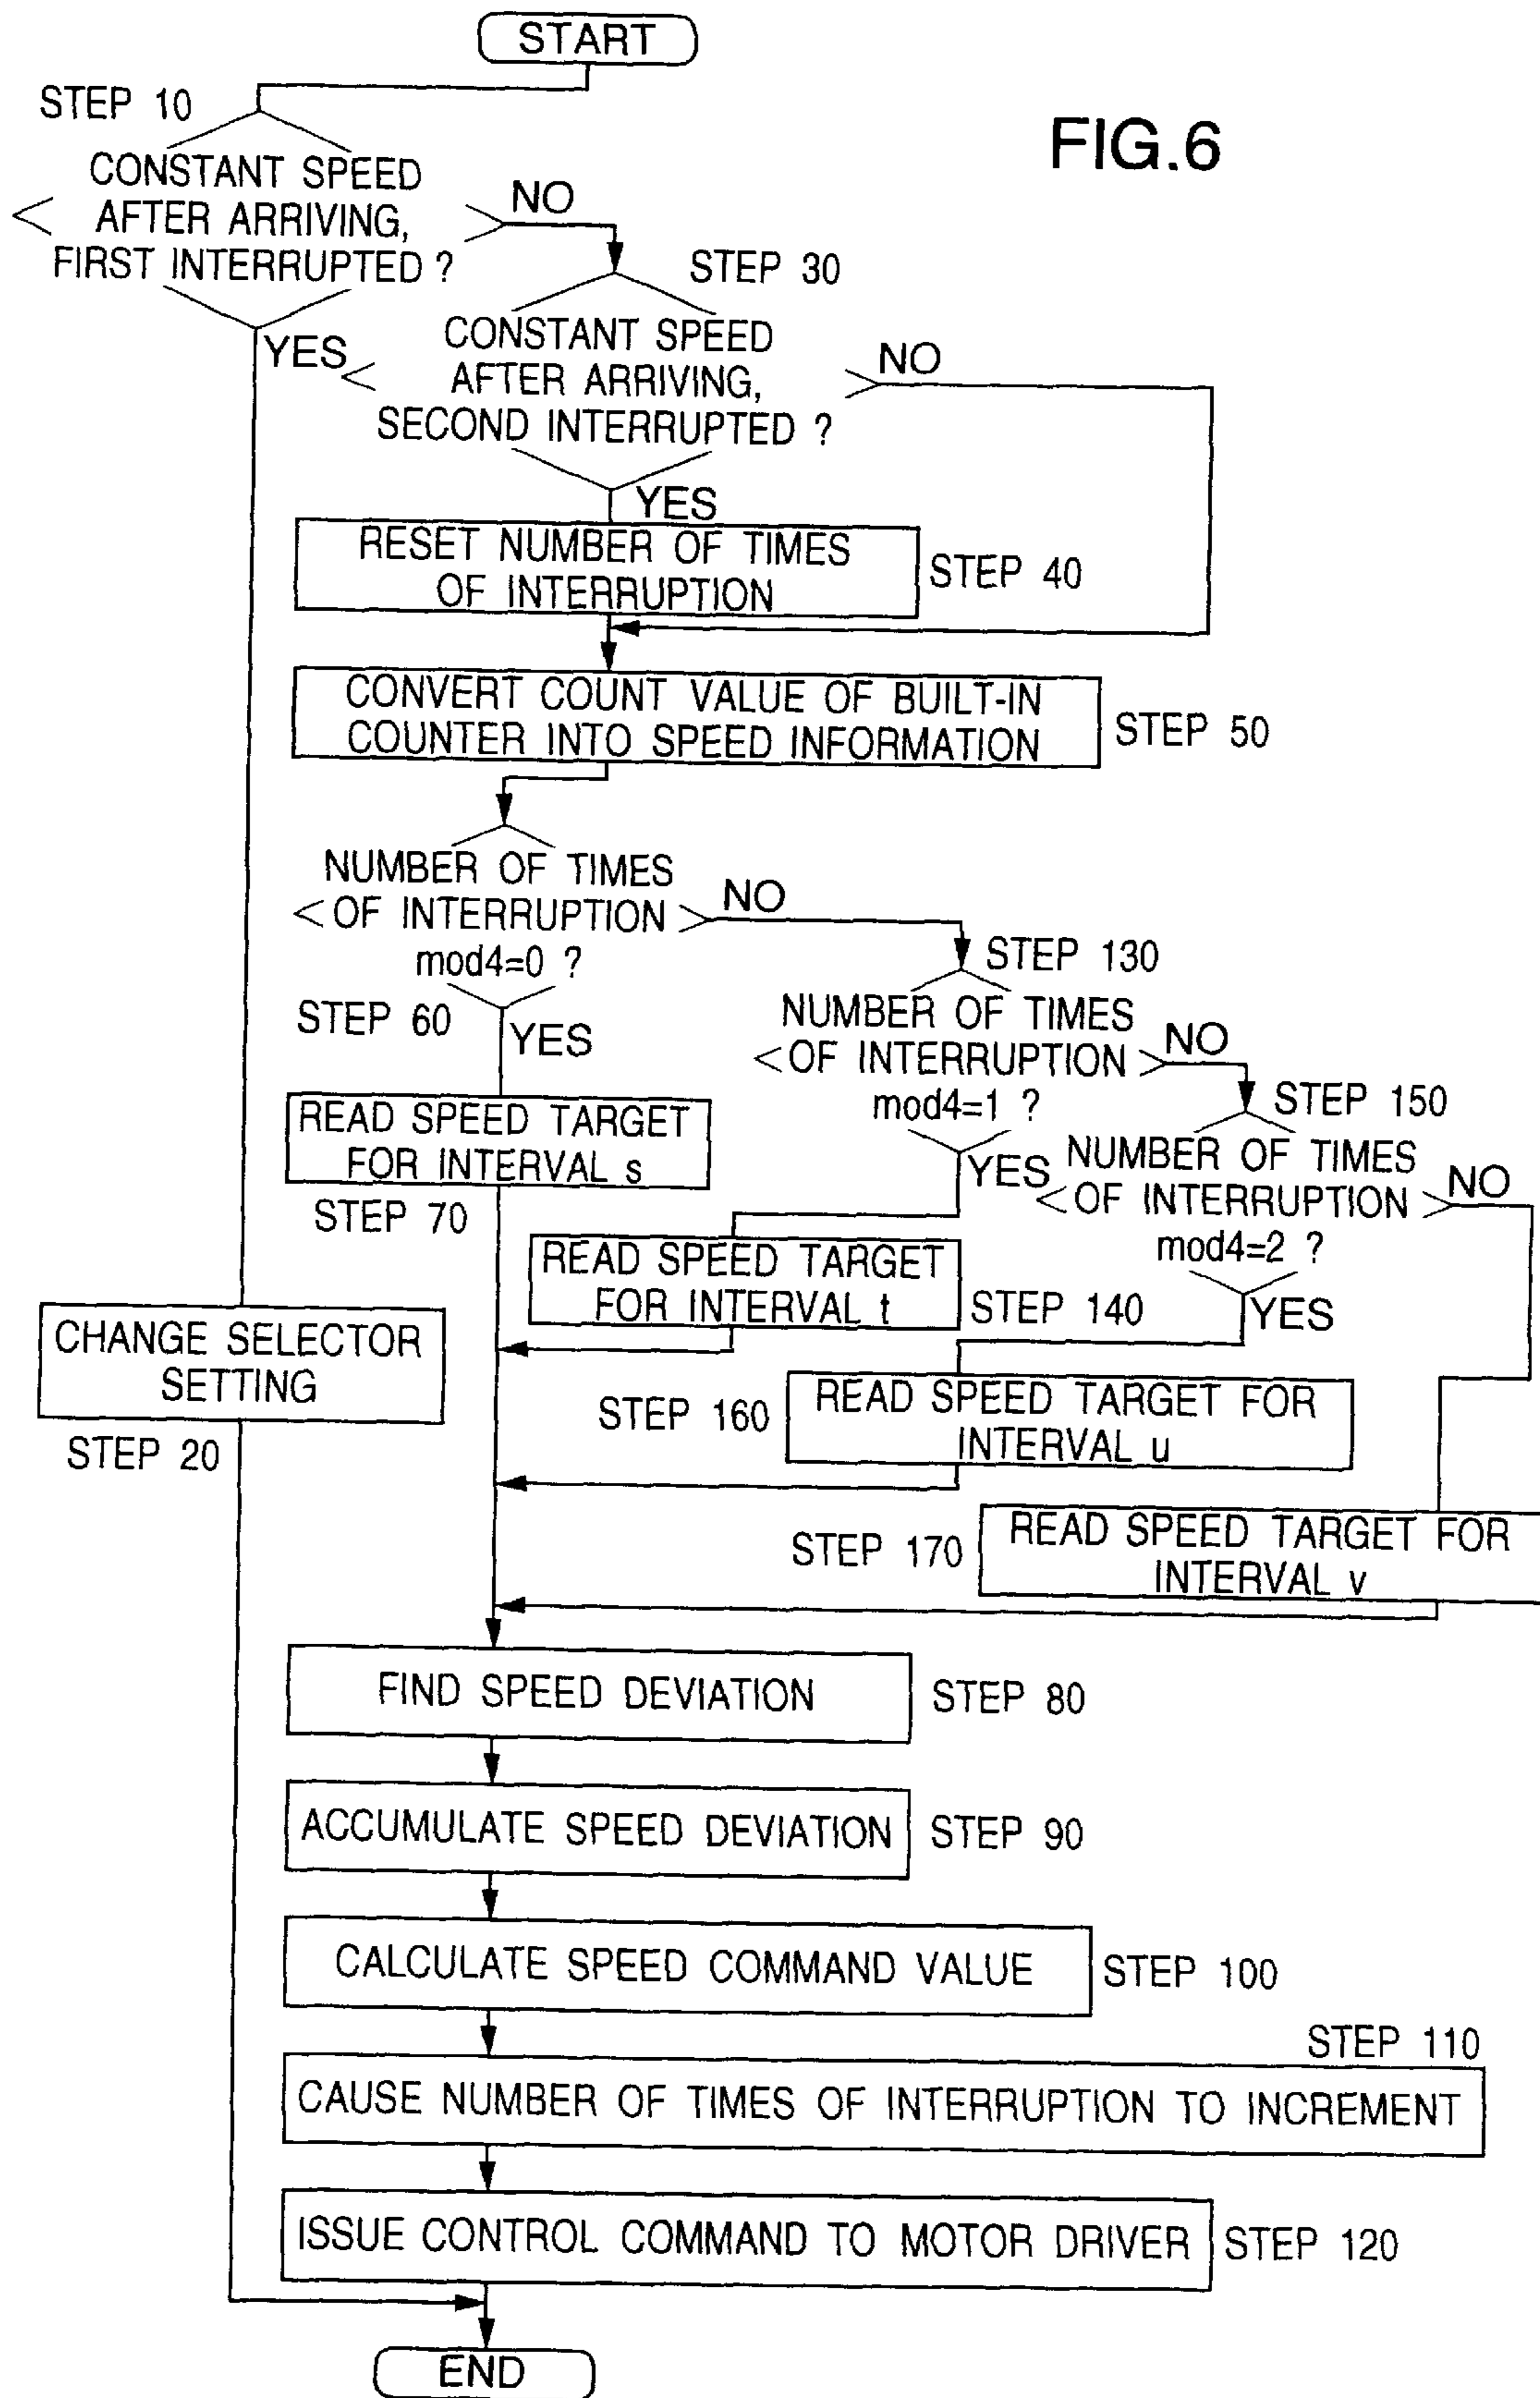 START
STEP 10
FIG.6
CONSTANT SPEED
AFTER ARRIVING,
FIRST INTERRUPTED ?
NO
YES
STEP 30
CONSTANT SPEED
AFTER ARRIVING,
SECOND INTERRUPTED ?
NO
YES
RESET NUMBER OF TIMES
OF INTERRUPTION
STEP 40
CONVERT COUNT VALUE OF BUILT-IN
COUNTER INTO SPEED INFORMATION
STEP 50
NUMBER OF TIMES
OF INTERRUPTION
mod4=0 ?
NO
STEP 60
YES
STEP 130
NUMBER OF TIMES
OF INTERRUPTION
mod4=1 ?
NO
YES
STEP 150
NUMBER OF TIMES
OF INTERRUPTION
mod4=2 ?
NO
YES
READ SPEED TARGET
FOR INTERVAL s
STEP 70
READ SPEED TARGET
FOR INTERVAL t
STEP 140
CHANGE SELECTOR
SETTING
STEP 20
STEP 160
READ SPEED TARGET FOR
INTERVAL u
STEP 170
READ SPEED TARGET FOR
INTERVAL v
FIND SPEED DEVIATION
STEP 80
ACCUMULATE SPEED DEVIATION
STEP 90
CALCULATE SPEED COMMAND VALUE
STEP 100
STEP 110
CAUSE NUMBER OF TIMES OF INTERRUPTION TO INCREMENT
ISSUE CONTROL COMMAND TO MOTOR DRIVER
STEP 120
END